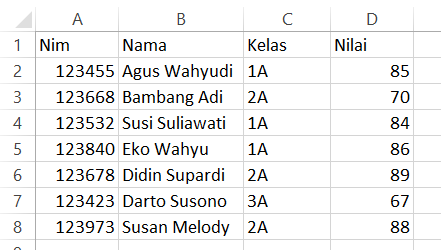 A B C D
1 Nim Nama Kelas Nilai
2 123455 Agus Wahyudi 1A 85
3 123668 Bambang Adi 2A 70
4 123532 Susi Suliawati 1A 84
5 123840 Eko Wahyu 1A 86
6 123678 Didin Supardi 2A 89
7 123423 Darto Susono 3A 67
8 123973 Susan Melody 2A 88